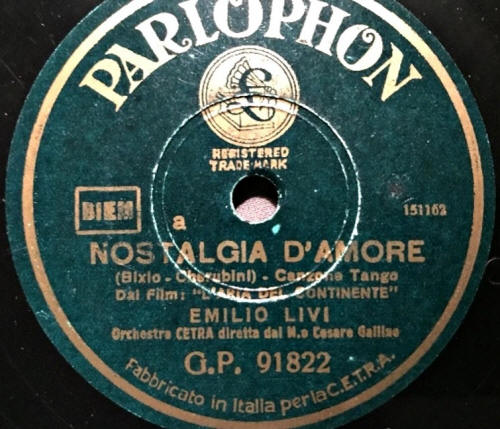 PARLOPHON
REGISTERED
TRADE MARK
BIEM
a
151162
NOSTALGIA D'AMORE
(Bixio - Cherubini) - Canzone Tango
Dal Film: "L'ARIA DEL CONTINENTE"
EMILIO LIVI
Orchestra CETRA diretta dal M.o Cesare Gallino
G.P. 91822
Fabbricato in Italia per la C.E.T.R.A.